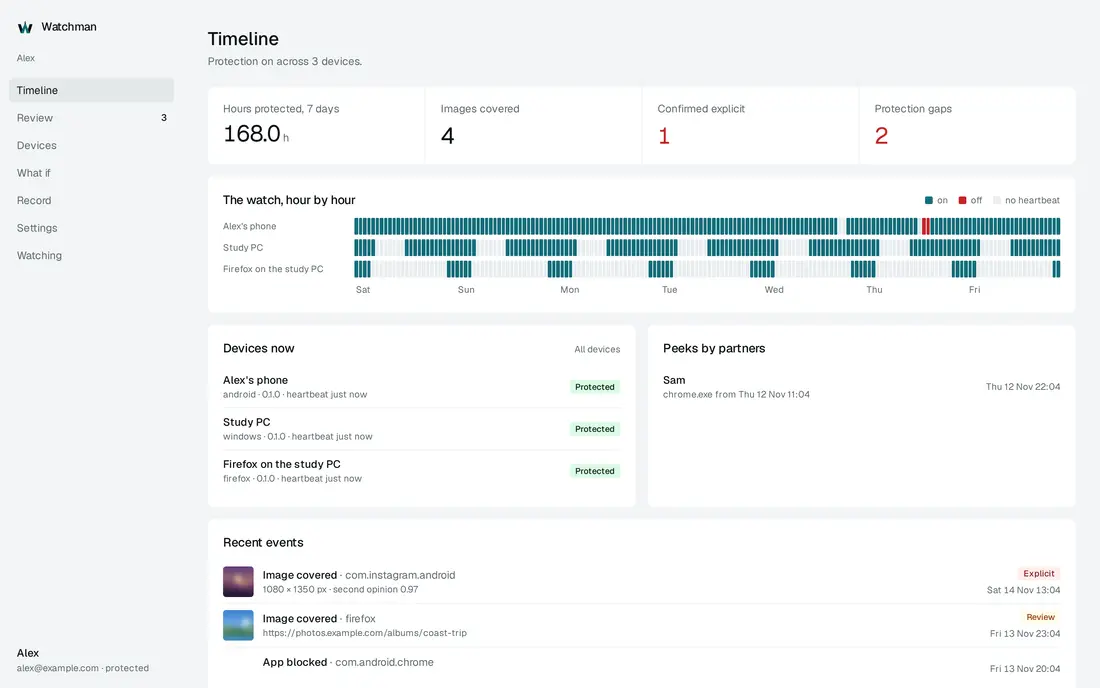 Watchman
Alex
Timeline
Review 3
Devices
What if
Record
Settings
Watching
Alex
alex@example.com · protected
Timeline
Protection on across 3 devices.
Hours protected, 7 days
168.0 h
Images covered
4
Confirmed explicit
1
Protection gaps
2
The watch, hour by hour
on off no heartbeat
Alex's phone
Study PC
Firefox on the study PC
Sat Sun Mon Tue Wed Thu Fri
Devices now All devices
Alex's phone
android · 0.1.0 · heartbeat just now
Protected
Study PC
windows · 0.1.0 · heartbeat just now
Protected
Firefox on the study PC
firefox · 0.1.0 · heartbeat just now
Protected
Peeks by partners
Sam
chrome.exe from Thu 12 Nov 11:04
Thu 12 Nov 22:04
Recent events
Image covered · com.instagram.android
1080 × 1350 px · second opinion 0.97
Explicit
Sat 14 Nov 13:04
Image covered · firefox
https://photos.example.com/albums/coast-trip
Review
Fri 13 Nov 23:04
App blocked · com.android.chrome
Fri 13 Nov 20:04